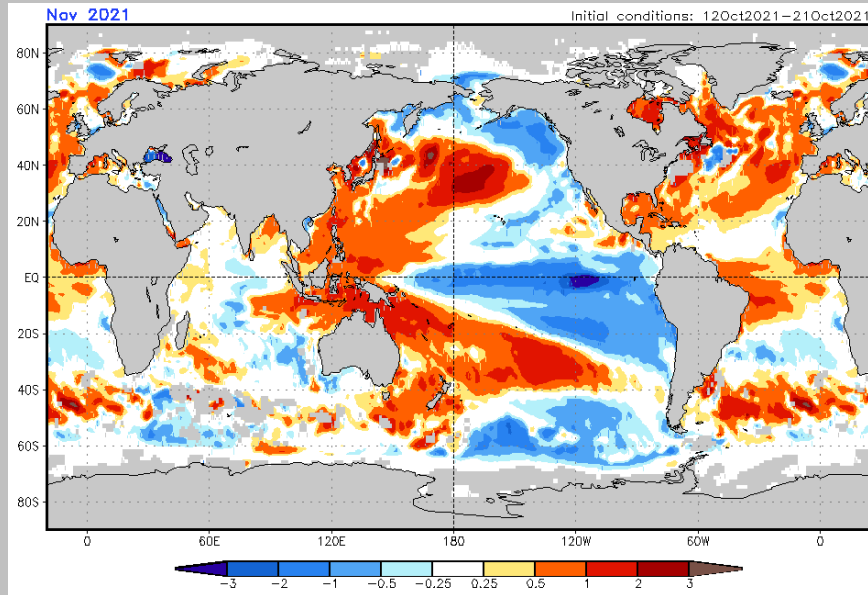 Nov 2021
Initial conditions: 12Oct2021-21Oct2021
80N
60N
40N
20N
EQ
20S
40S
60S
80S
0 60E 120E 180 120W 60W 0
-3 -2 -1 -0.5 -0.25 0.25 0.5 1 2 3